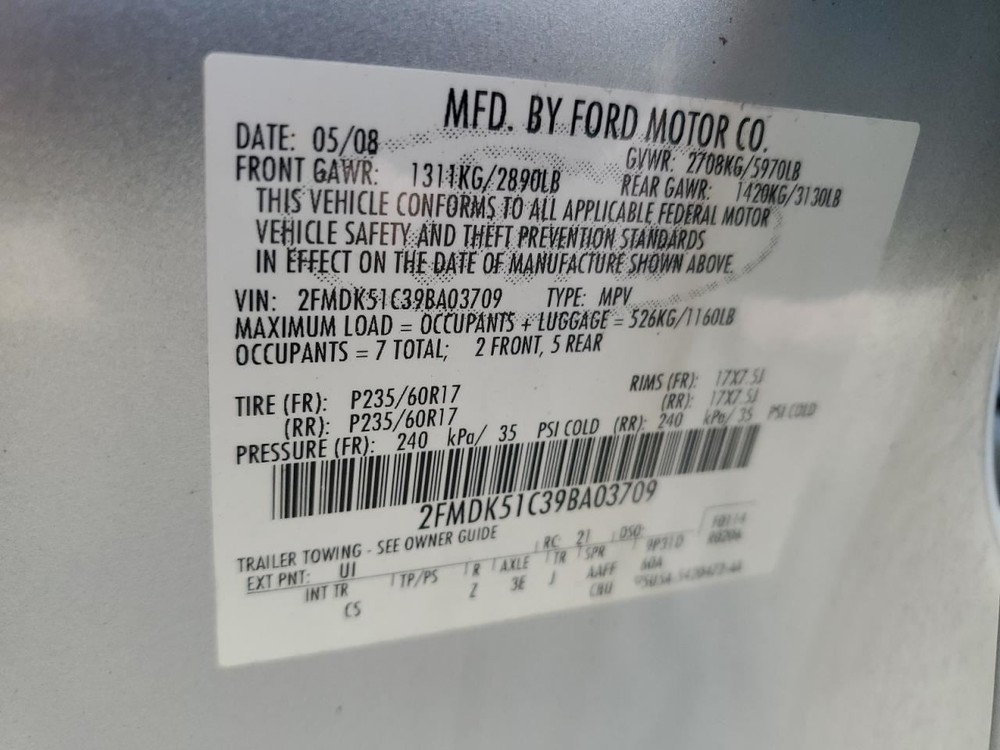 MFD. BY FORD MOTOR CO.
DATE: 05/08 GVWR: 2708KG/5970LB
FRONT GAWR: 1311KG/2890LB REAR GAWR: 1420KG/3130LB
THIS VEHICLE CONFORMS TO ALL APPLICABLE FEDERAL MOTOR
VEHICLE SAFETY AND THEFT PREVENTION STANDARDS
IN EFFECT ON THE DATE OF MANUFACTURE SHOWN ABOVE.
VIN: 2FMDK51C39BA03709 TYPE: MPV
MAXIMUM LOAD = OCCUPANTS + LUGGAGE = 526KG/1160LB
OCCUPANTS = 7 TOTAL; 2 FRONT, 5 REAR
TIRE (FR): P235/60R17 RIMS (FR): 17X7.5J
(RR): P235/60R17 (RR): 17X7.5J
PRESSURE (FR): 240 kPa/ 35 PSI COLD (RR): 240 kPa/ 35 PSI COLD
2FMDK51C39BA03709
TRAILER TOWING - SEE OWNER GUIDE
EXT PNT: UI RC: 21 DSO:
INT TR TP/PS R AXLE TR SPR
CS Z 3E J AAFF